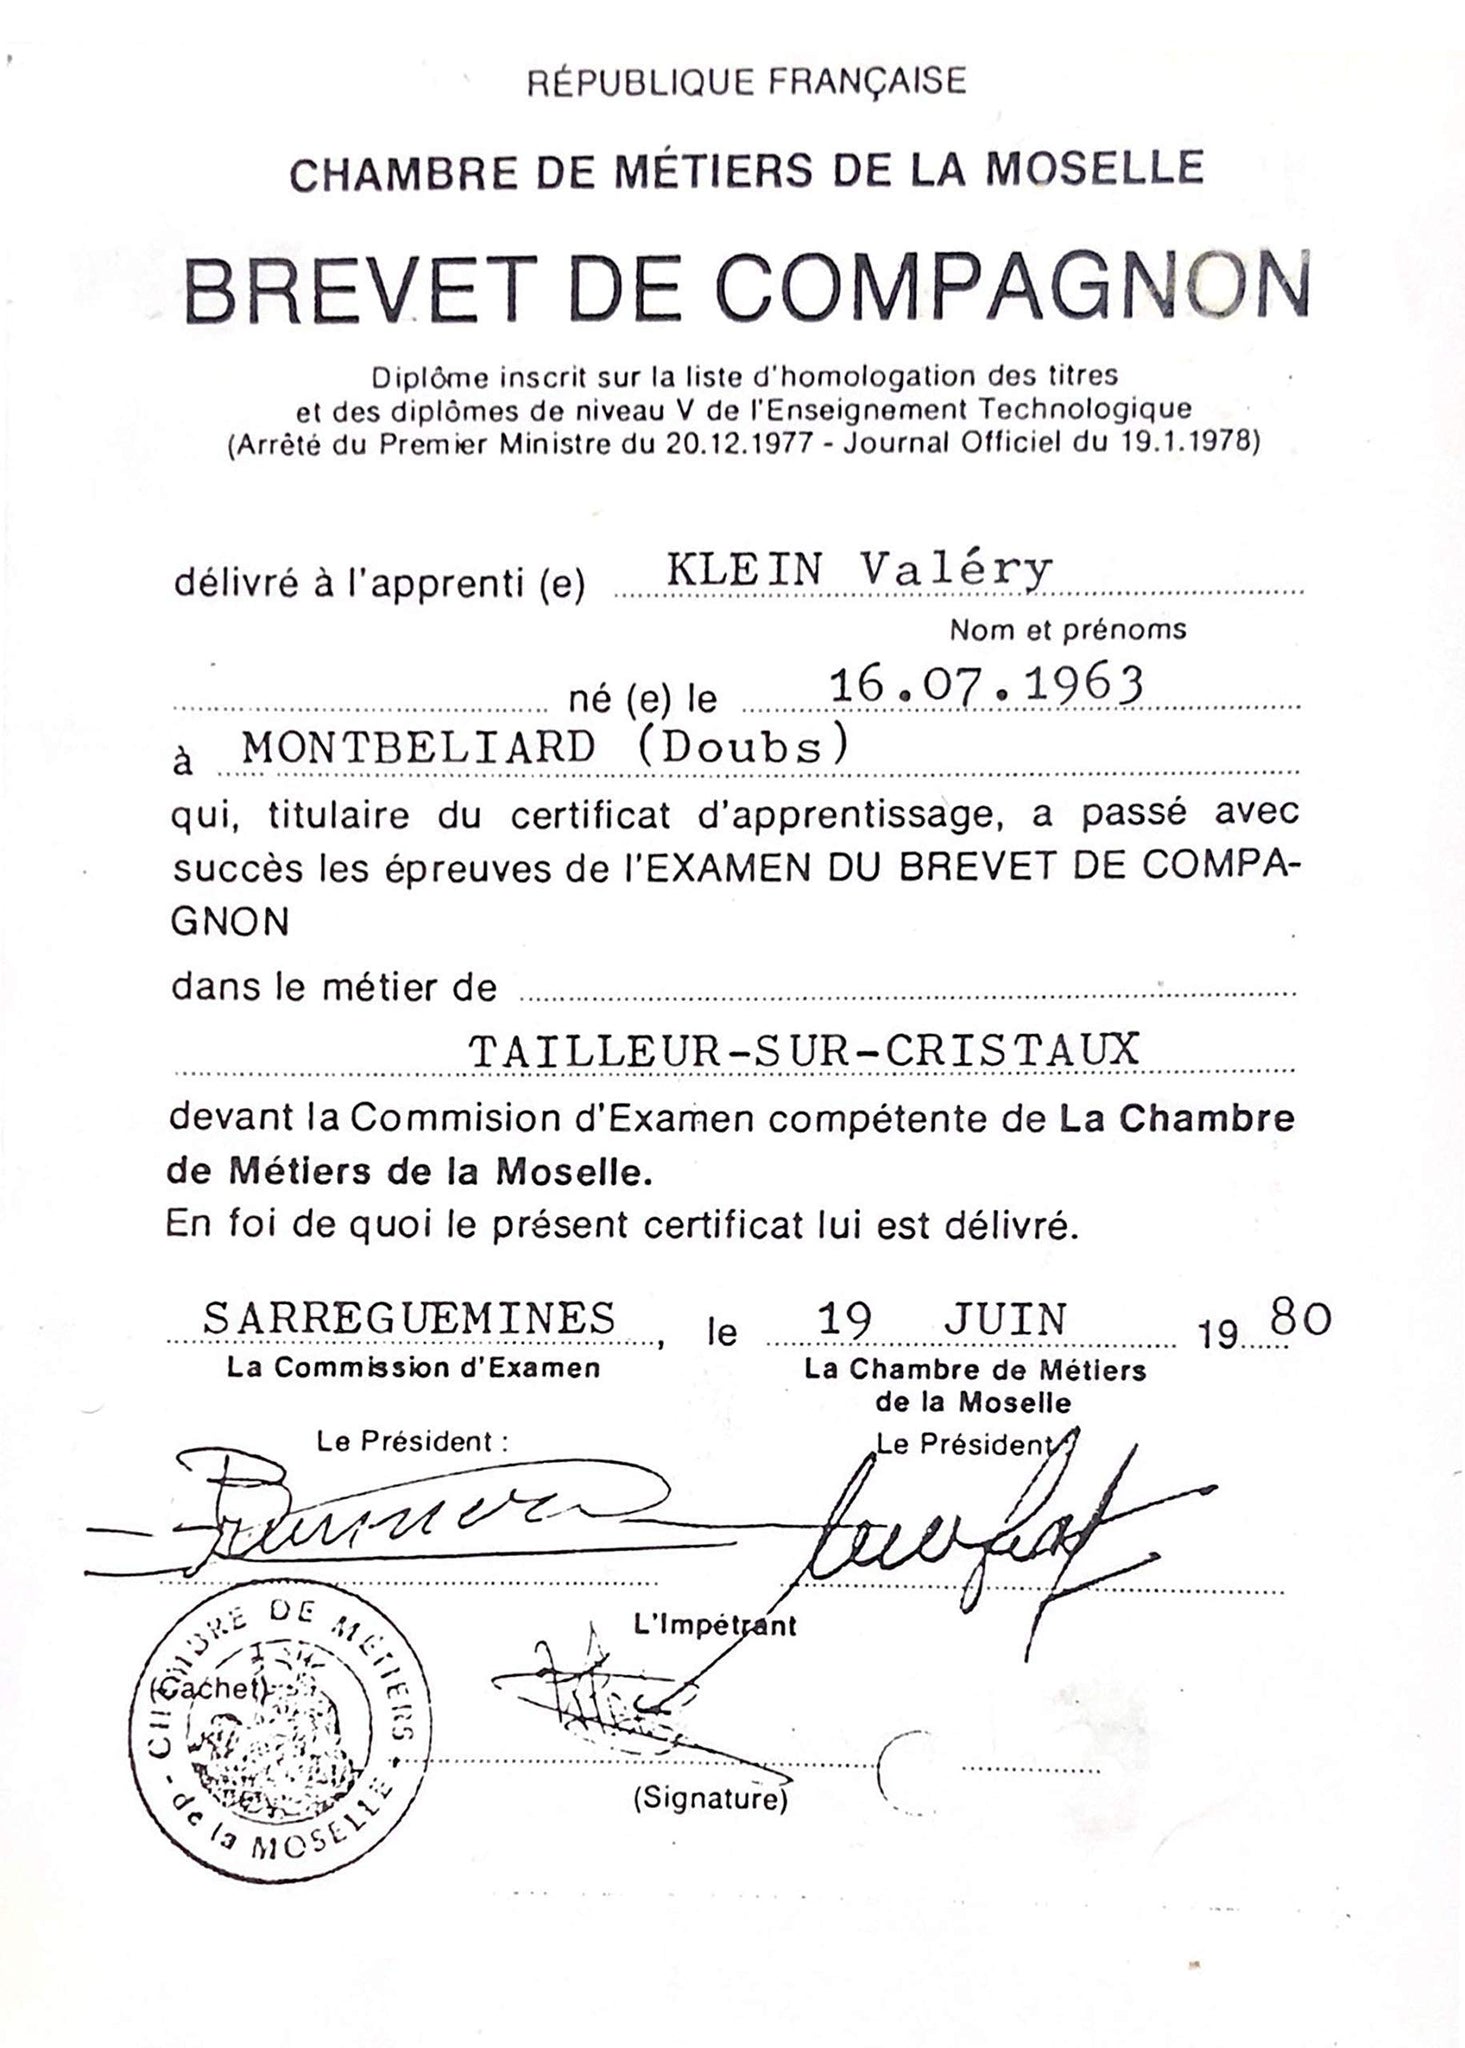 RÉPUBLIQUE FRANÇAISE
CHAMBRE DE MÉTIERS DE LA MOSELLE
BREVET DE COMPAGNON
Diplôme inscrit sur la liste d'homologation des titres
et des diplômes de niveau V de l'Enseignement Technologique
(Arrêté du Premier Ministre du 20.12.1977 - Journal Officiel du 19.1.1978)
délivré à l'apprenti (e) KLEIN Valéry
Nom et prénoms
né (e) le 16.07.1963
à MONTBELIARD (Doubs)
qui, titulaire du certificat d'apprentissage, a passé avec
succès les épreuves de l'EXAMEN DU BREVET DE COMPA-
GNON
dans le métier de
TAILLEUR-SUR-CRISTAUX
devant la Commision d'Examen compétente de La Chambre
de Métiers de la Moselle.
En foi de quoi le présent certificat lui est délivré.
SARREGUEMINES, le 19 JUIN 1980
La Commission d'Examen
La Chambre de Métiers
de la Moselle
Le Président :
Le Président
L'Impétrant
(Cachet)
CHAMBRE DE METIERS - de la MOSELLE -
(Signature)